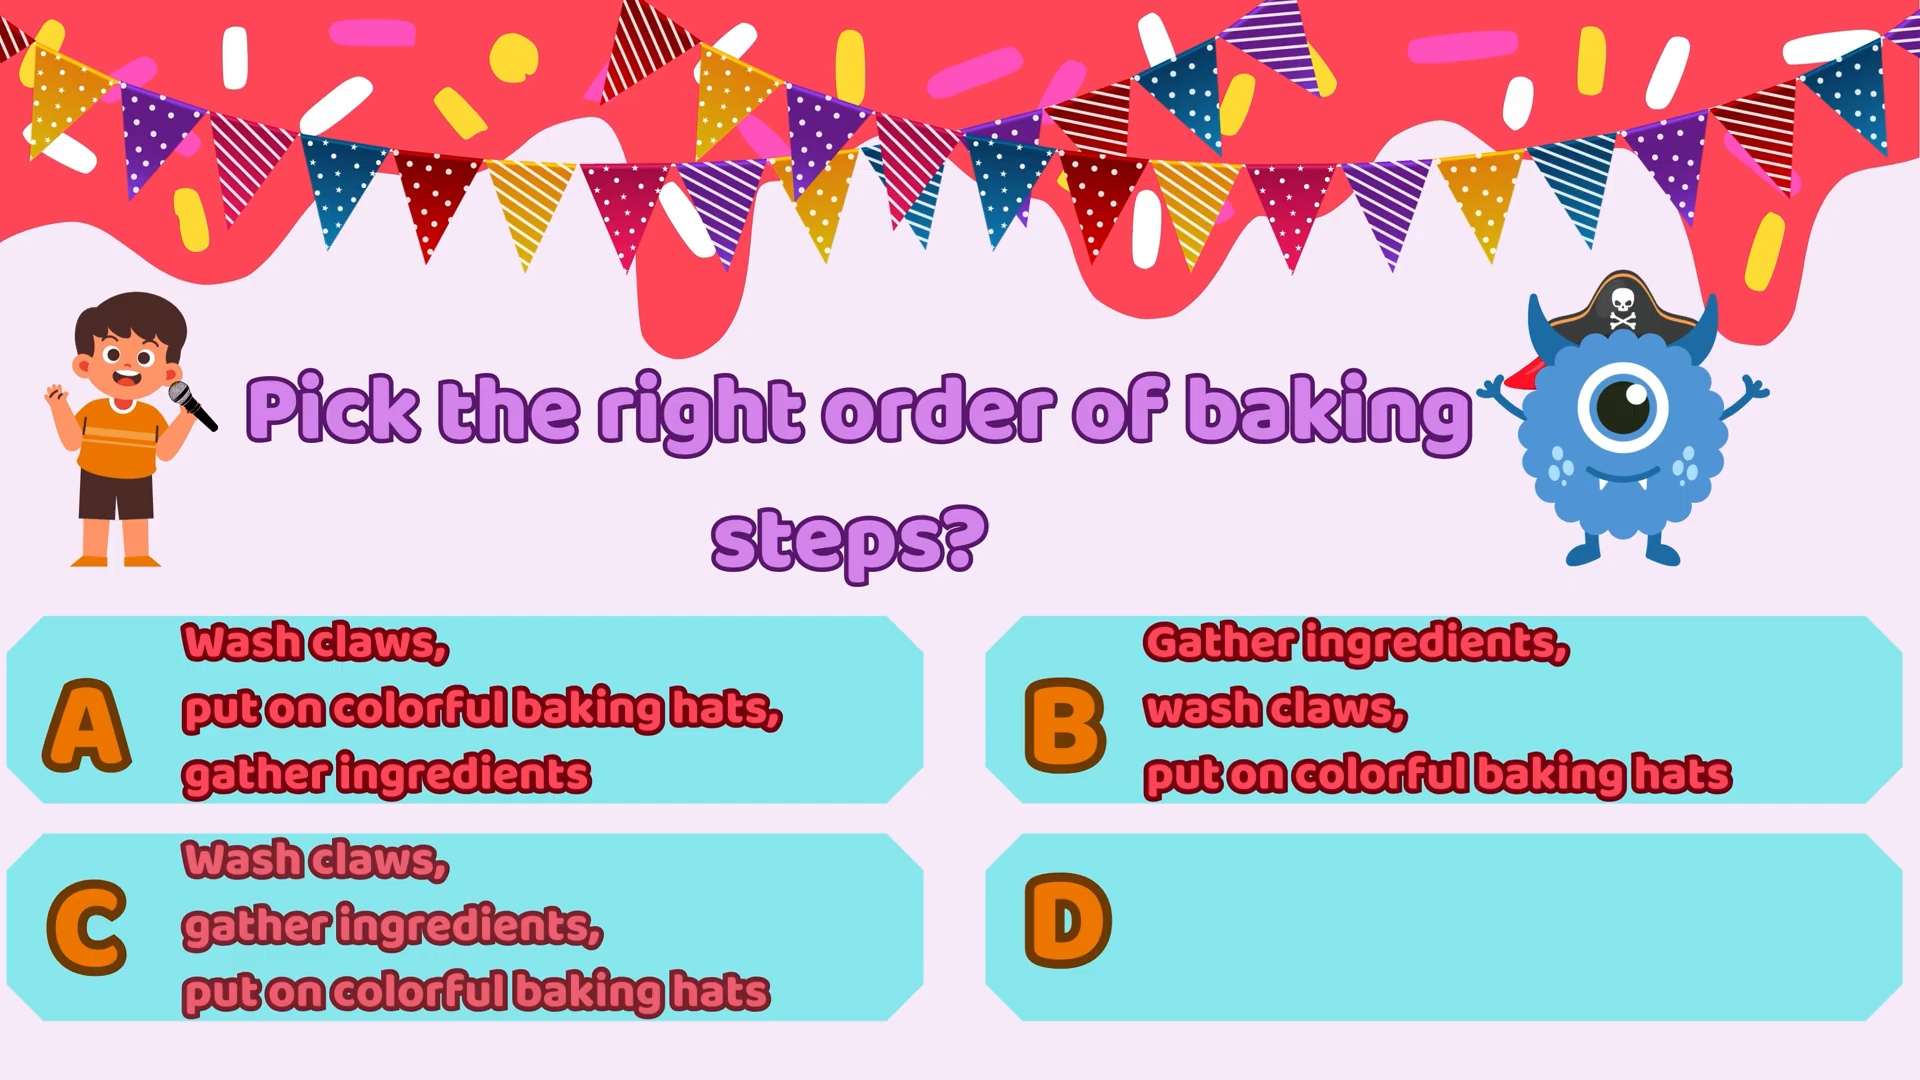 Pick the right order of baking
steps?
A
Wash claws,
put on colorful baking hats,
gather ingredients
B
Gather ingredients,
wash claws,
put on colorful baking hats
C
Wash claws,
gather ingredients,
put on colorful baking hats
D